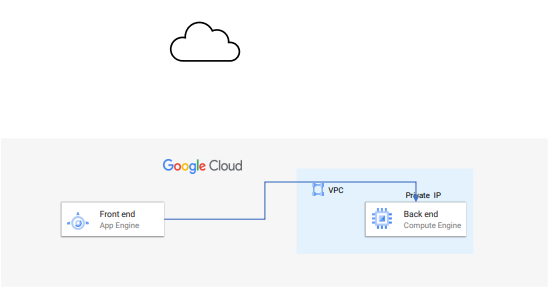 Google Cloud
VPC
Private IP
Front end
App Engine
Back end
Compute Engine